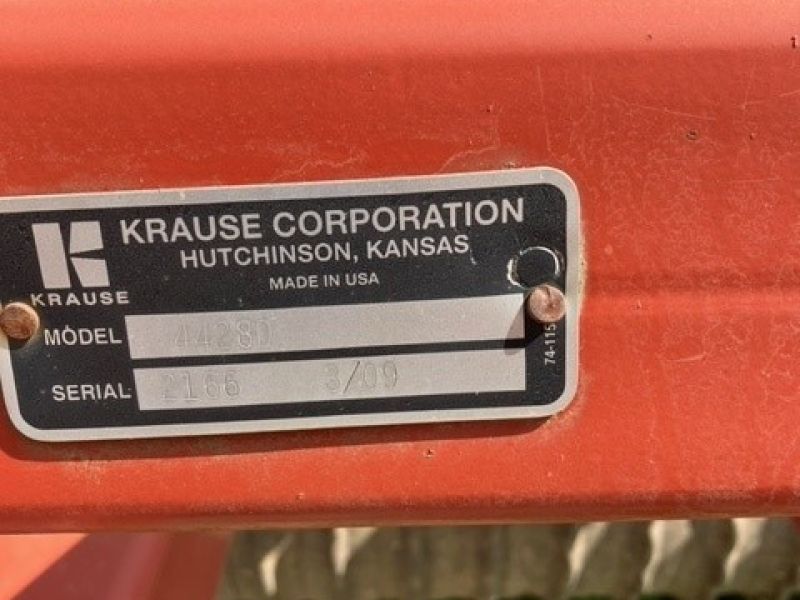 KRAUSE CORPORATION
HUTCHINSON, KANSAS
MADE IN USA
KRAUSE
MODEL 4428D
SERIAL 2166 3/09
74-115